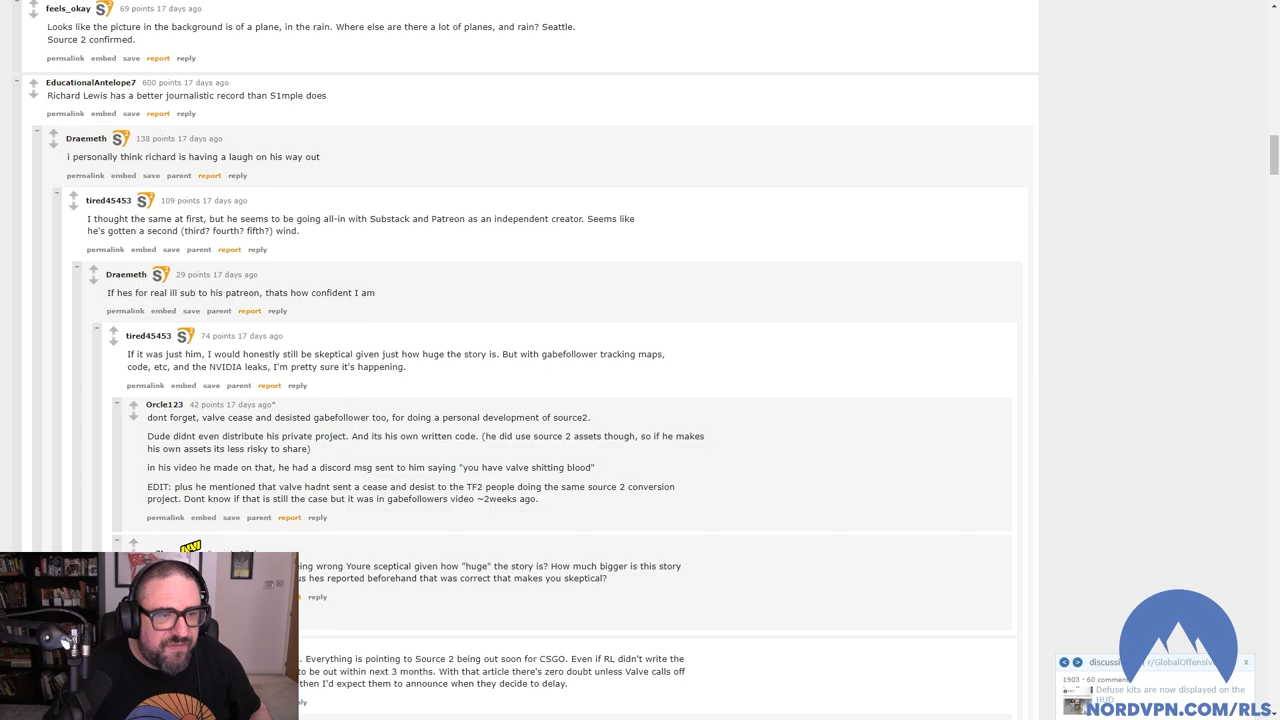 feels_okay 69 points 17 days ago
Looks like the picture in the background is of a plane, in the rain. Where else are there a lot of planes, and rain? Seattle.
Source 2 confirmed.
permalink embed save report reply
EducationalAntelope7 600 points 17 days ago
Richard Lewis has a better journalistic record than S1mple does
permalink embed save report reply
Draemeth 138 points 17 days ago
i personally think richard is having a laugh on his way out
permalink embed save parent report reply
tired45453 109 points 17 days ago
I thought the same at first, but he seems to be going all-in with Substack and Patreon as an independent creator. Seems like
he's gotten a second (third? fourth? fifth?) wind.
permalink embed save parent report reply
Draemeth 29 points 17 days ago
If hes for real ill sub to his patreon, thats how confident I am
permalink embed save parent report reply
tired45453 74 points 17 days ago
If it was just him, I would honestly still be skeptical given just how huge the story is. But with gabefollower tracking maps,
code, etc, and the NVIDIA leaks, I'm pretty sure it's happening.
permalink embed save parent report reply
Orcle123 42 points 17 days ago*
dont forget, valve cease and desisted gabefollower too, for doing a personal development of source2.
Dude didnt even distribute his private project. And its his own written code. (he did use source 2 assets though, so if he makes
his own assets its less risky to share)
in his video he made on that, he had a discord msg sent to him saying "you have valve shitting blood"
EDIT: plus he mentioned that valve hadnt sent a cease and desist to the TF2 people doing the same source 2 conversion
project. Dont know if that is still the case but it was in gabefollowers video ~2weeks ago.
permalink embed save parent report reply
wrong Youre sceptical given how "huge" the story is? How much bigger is this story
hes reported beforehand that was correct that makes you skeptical?
reply
Everything is pointing to Source 2 being out soon for CSGO. Even if RL didn't write the
to be out within next 3 months. With that article there's zero doubt unless Valve calls off
then I'd expect them to announce when they decide to delay.
r/GlobalOffensive X
1903 · 60 comments
Defuse kits are now displayed on the
HUD
NORDVPN.COM/RLS